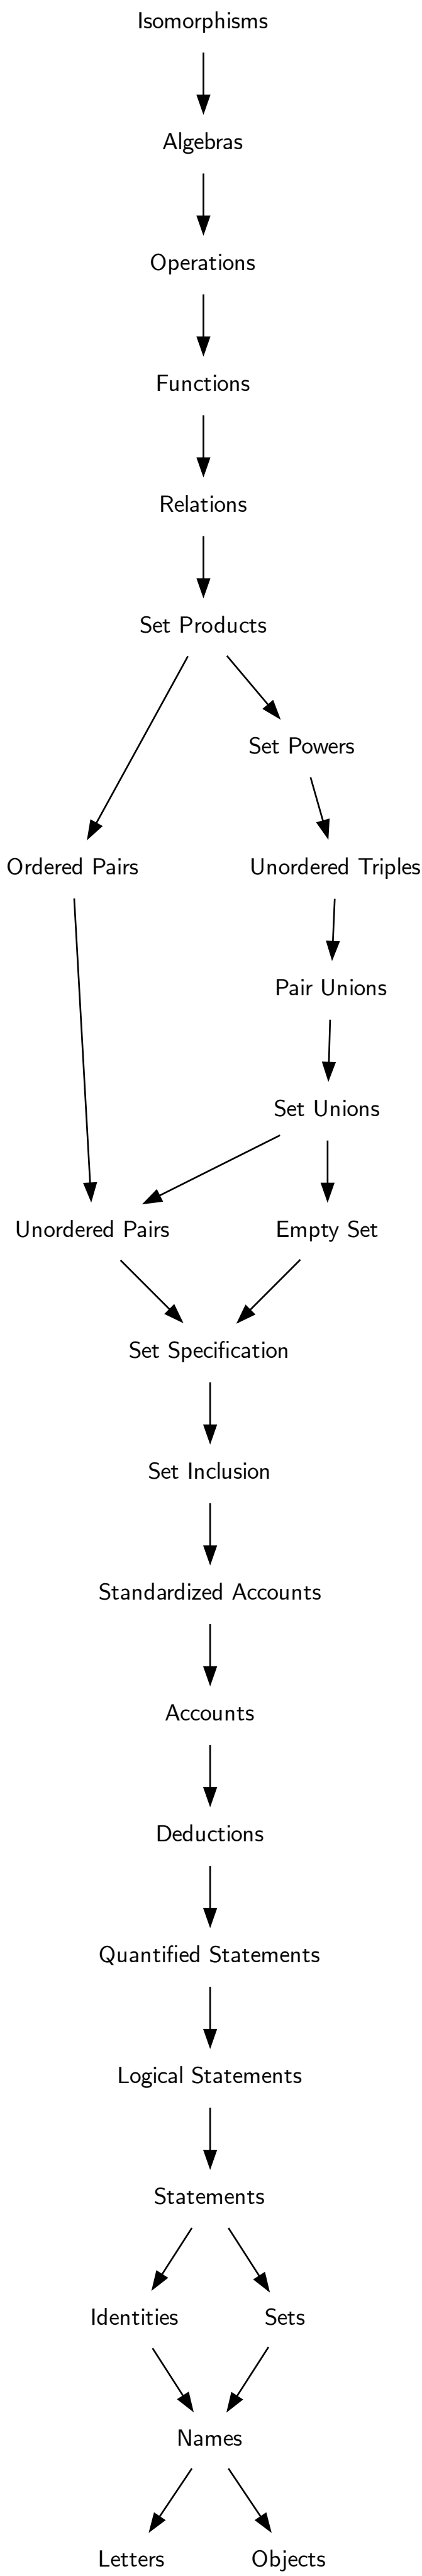 Isomorphisms
Algebras
Operations
Functions
Relations
Set Products
Set Powers
Ordered Pairs
Unordered Triples
Pair Unions
Set Unions
Unordered Pairs
Empty Set
Set Specification
Set Inclusion
Standardized Accounts
Accounts
Deductions
Quantified Statements
Logical Statements
Statements
Identities
Sets
Names
Letters
Objects